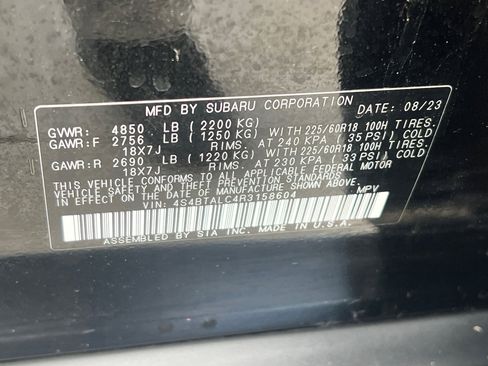 MFD BY SUBARU CORPORATION DATE: 08/23
GVWR: 4850 LB (2200 KG)
GAWR:F 2756 LB (1250 KG) WITH 225/60R18 100H TIRES.
18X7J RIMS. AT 240 KPA (35 PSI) COLD
GAWR:R 2690 LB (1220 KG) WITH 225/60R18 100H TIRES.
18X7J RIMS. AT 230 KPA (33 PSI) COLD
THIS VEHICLE CONFORMS TO ALL APPLICABLE FEDERAL MOTOR
VEHICLE SAFETY, BUMPER, AND THEFT PREVENTION STANDARDS
IN EFFECT ON THE DATE OF MANUFACTURE SHOWN ABOVE.
VIN: 4S4BTALC4R3158604 MPV
ASSEMBLED BY SIA INC. MADE IN U.S.A.